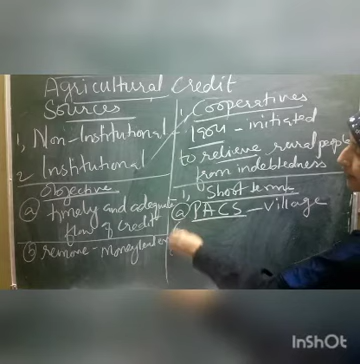 Agricultural Credit
Sources
1, Non-Institutional
2 Institutional
Objective
(a) timely and adequate
flow of credit
(b) remove - Moneylenders
1, Cooperatives
1904 - initiated
to relieve rural people
from indebtedness
1, Short term
(a) PACS - village
InShOt